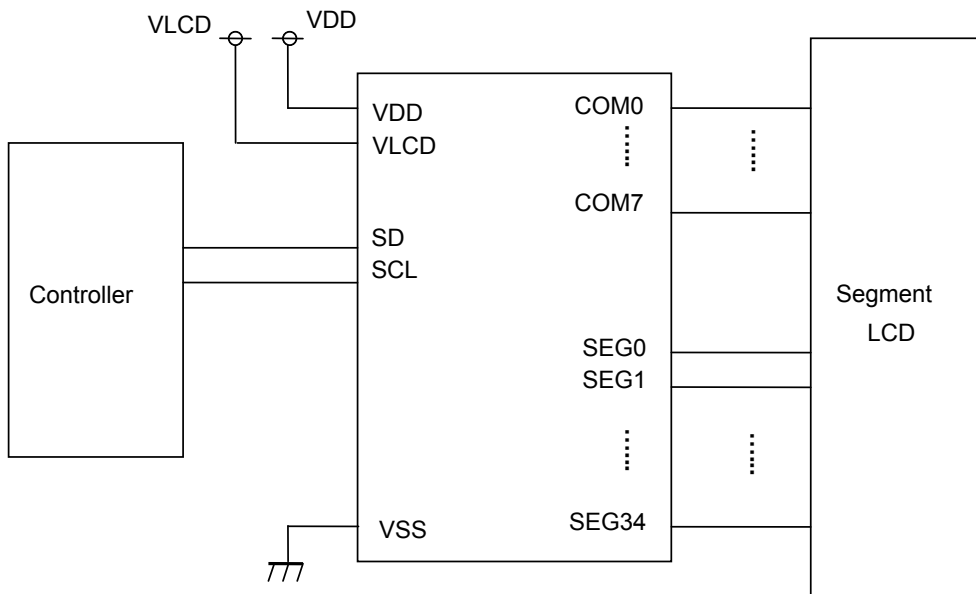 VLCD
VDD
VDD
VLCD
SD
SCL
VSS
COM0
COM7
SEG0
SEG1
SEG34
Controller
Segment
LCD